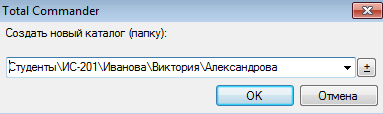 Total Commander
Создать новый каталог (папку):
Студенты\ИС-201\Иванова\Виктория\Александрова
±
OK
Отмена